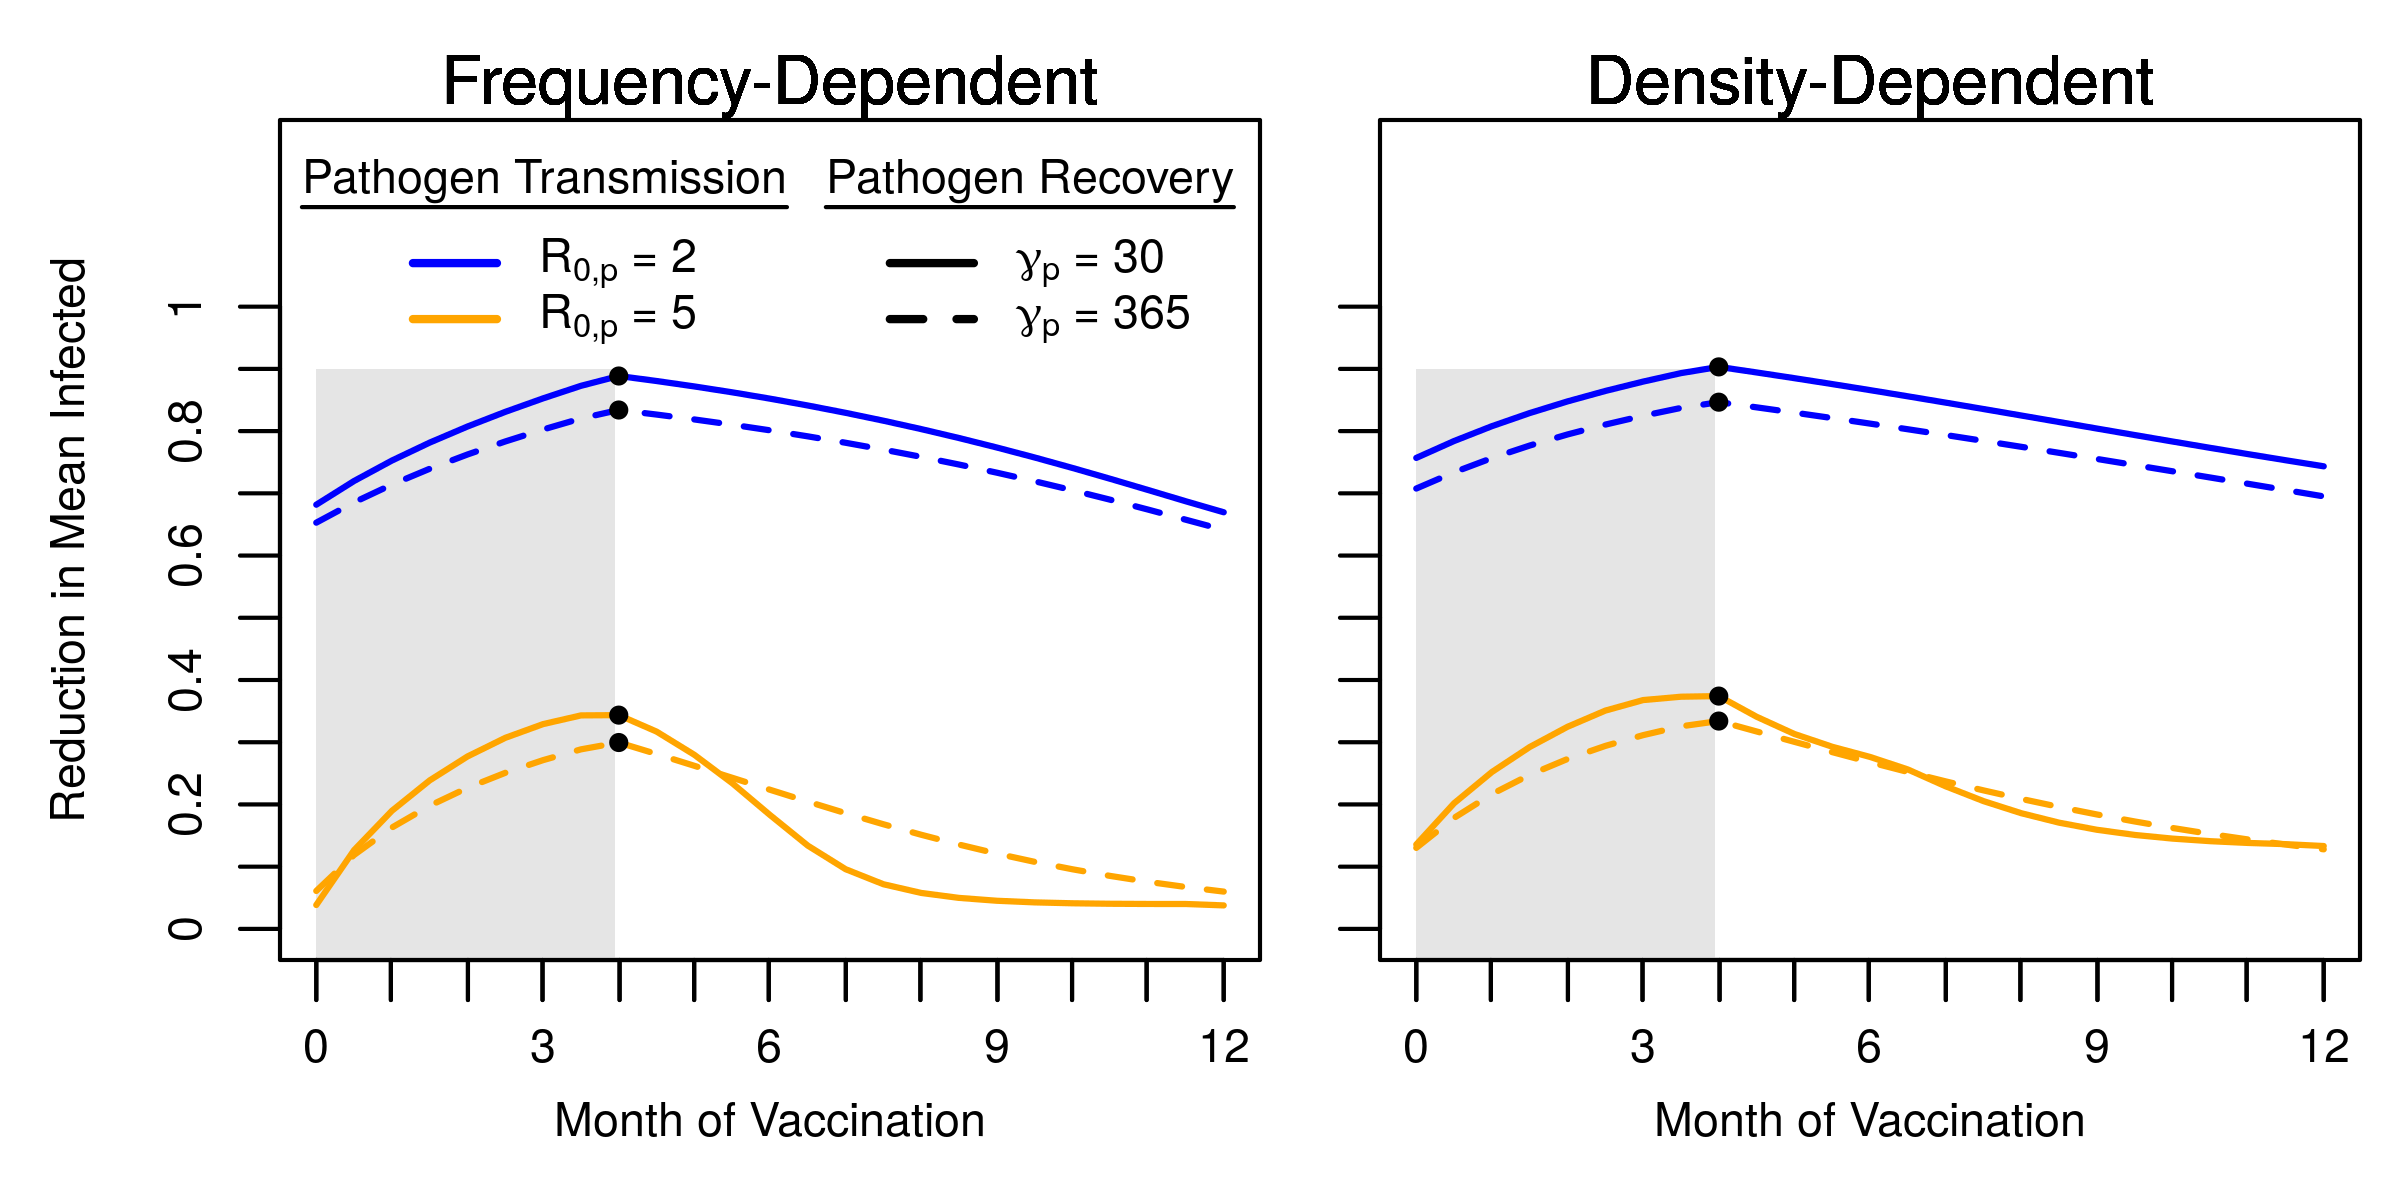 Frequency-Dependent
Density-Dependent
Pathogen Transmission
Pathogen Recovery
R0,p = 2
γp = 30
R0,p = 5
γp = 365
Reduction in Mean Infected
1
0.8
0.6
0.4
0.2
0
0 3 6 9 12
0 3 6 9 12
Month of Vaccination
Month of Vaccination